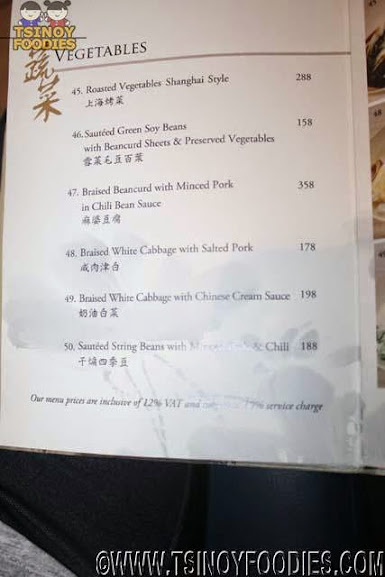 TSINOY
FOODIES
蔬菜
VEGETABLES
45. Roasted Vegetables Shanghai Style 288
上海烤菜
46. Sautéed Green Soy Beans 158
with Beancurd Sheets & Preserved Vegetables
雪菜毛豆百葉
47. Braised Beancurd with Minced Pork 358
in Chili Bean Sauce
麻婆豆腐
48. Braised White Cabbage with Salted Pork 178
咸肉津白
49. Braised White Cabbage with Chinese Cream Sauce 198
奶油白菜
50. Sautéed String Beans with Minced Pork & Chili 188
干煸四季豆
Our menu prices are inclusive of 12% VAT and service charge
©WWW.TSINOYFOODIES.COM